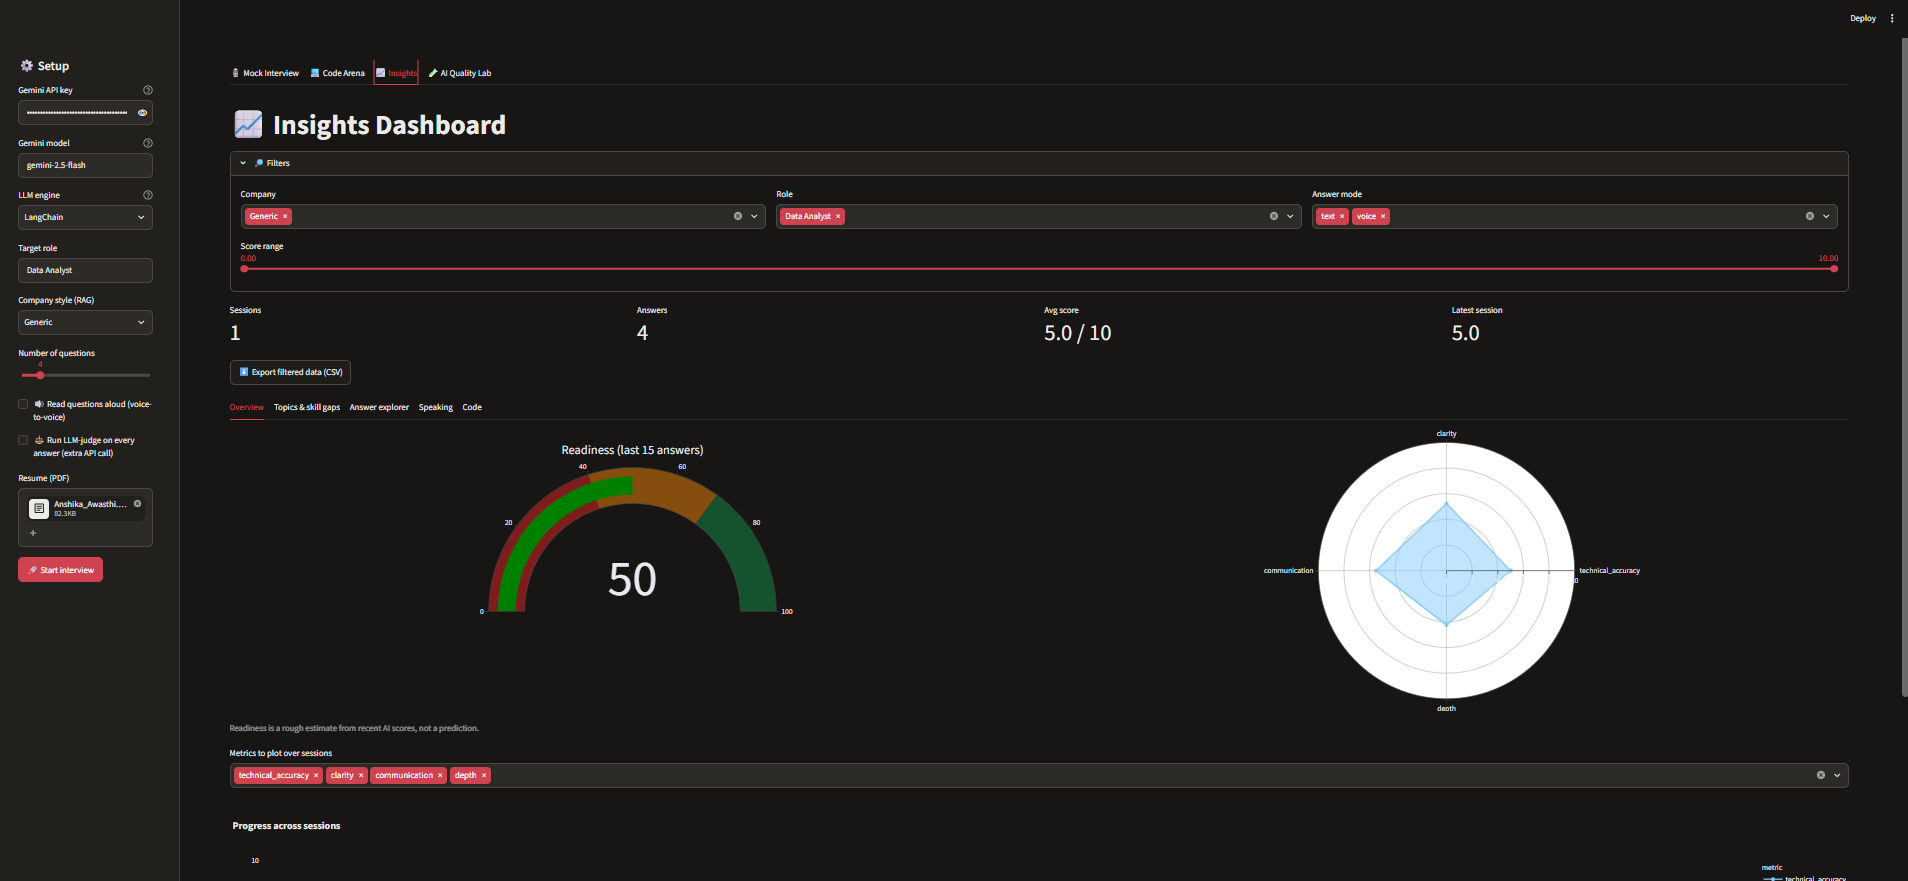 Deploy
Setup
Gemini API key
Gemini model
gemini-2.5-flash
LLM engine
LangChain
Target role
Data Analyst
Company style (RAG)
Generic
Number of questions
4
Read questions aloud (voice-
to-voice)
Run LLM-judge on every
answer (extra API call)
Resume (PDF)
Anshika_Awasthi....
82.3KB
Start interview
Mock Interview
Code Arena
Insights
AI Quality Lab
Insights Dashboard
Filters
Company
Role
Answer mode
Generic
Data Analyst
text
voice
Score range
0.00
10.00
Sessions
Answers
Avg score
Latest session
1
4
5.0 / 10
5.0
Export filtered data (CSV)
Overview
Topics & skill gaps
Answer explorer
Speaking
Code
Readiness (last 15 answers)
0
20
40
60
80
100
50
clarity
communication
technical_accuracy
depth
Readiness is a rough estimate from recent AI scores, not a prediction.
Metrics to plot over sessions
technical_accuracy
clarity
communication
depth
Progress across sessions
10
metric
technical_accuracy